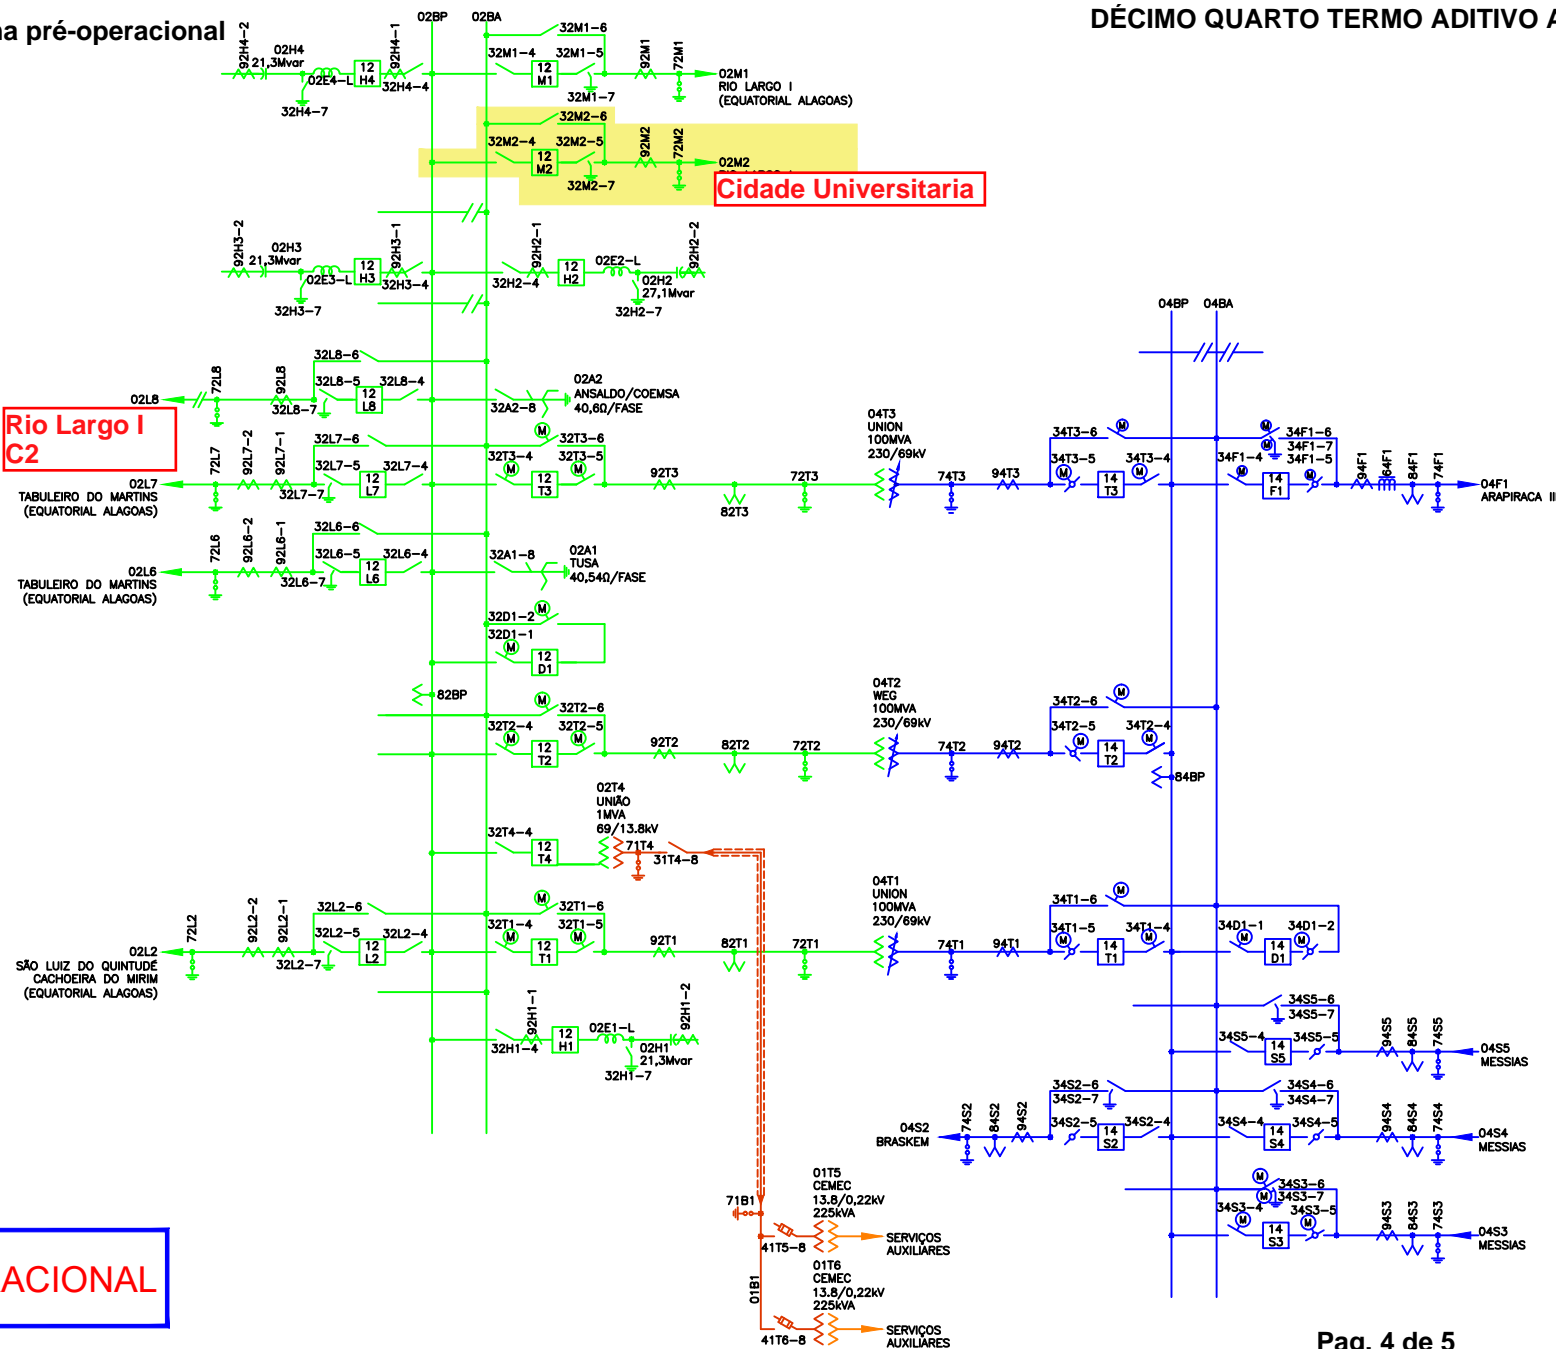 na pré-operacional
DÉCIMO QUARTO TERMO ADITIVO A
02BP
02BA
92H4-2
02H4
21,3Mvar
02E4-L
12
H4
92H4-1
32H4-4
32H4-7
32M1-6
32M1-4
32M1-5
12
M1
32M1-7
92M1
72M1
02M1
RIO LARGO I
(EQUATORIAL ALAGOAS)
32M2-6
32M2-4
32M2-5
12
M2
32M2-7
92M2
72M2
02M2
Cidade Universitaria
92H3-2
02H3
21,3Mvar
02E3-L
12
H3
92H3-1
32H3-4
32H3-7
92H2-1
32H2-4
12
H2
02E2-L
92H2-2
02H2
27,1Mvar
32H2-7
04BP
04BA
02L8
72L8
92L8
32L8-6
32L8-5
32L8-4
12
L8
32L8-7
32A2-8
02A2
ANSALDO/COEMSA
40,6Ω/FASE
Rio Largo I
C2
02L7
TABULEIRO DO MARTINS
(EQUATORIAL ALAGOAS)
72L7
92L7-2
92L7-1
32L7-6
32L7-5
32L7-4
12
L7
32L7-7
M
32T3-6
32T3-4
32T3-5
M
M
12
T3
92T3
82T3
72T3
04T3
UNION
100MVA
230/69kV
74T3
94T3
34T3-6
M
34T3-5
34T3-4
M
M
14
T3
34F1-6
34F1-7
34F1-5
34F1-4
M
M
M
M
14
F1
94F1
64F1
84F1
74F1
04F1
ARAPIRACA III
02L6
TABULEIRO DO MARTINS
(EQUATORIAL ALAGOAS)
72L6
92L6-2
92L6-1
32L6-6
32L6-5
32L6-4
12
L6
32L6-7
32A1-8
02A1
TUSA
40,54Ω/FASE
32D1-2
M
32D1-1
M
12
D1
82BP
M
32T2-6
32T2-4
32T2-5
M
M
12
T2
92T2
82T2
72T2
04T2
WEG
100MVA
230/69kV
74T2
94T2
34T2-6
M
34T2-5
34T2-4
M
M
14
T2
84BP
02T4
UNIÃO
1MVA
69/13.8kV
32T4-4
12
T4
71T4
31T4-8
02L2
SÃO LUIZ DO QUINTUDE
CACHOEIRA DO MIRIM
(EQUATORIAL ALAGOAS)
72L2
92L2-2
92L2-1
32L2-6
32L2-5
32L2-4
12
L2
32L2-7
M
32T1-6
32T1-4
32T1-5
M
M
12
T1
92T1
82T1
72T1
04T1
UNION
100MVA
230/69kV
74T1
94T1
34T1-6
M
34T1-5
34T1-4
M
M
14
T1
34D1-1
34D1-2
M
M
14
D1
92H1-1
32H1-4
12
H1
02E1-L
92H1-2
02H1
21,3Mvar
32H1-7
34S5-6
34S5-7
34S5-4
34S5-5
14
S5
94S5
84S5
74S5
04S5
MESSIAS
04S2
BRASKEM
74S2
84S2
94S2
34S2-6
34S2-7
34S2-5
34S2-4
14
S2
34S4-6
34S4-7
34S4-4
34S4-5
14
S4
94S4
84S4
74S4
04S4
MESSIAS
34S3-6
34S3-7
34S3-4
34S3-5
M
M
M
M
14
S3
94S3
84S3
74S3
04S3
MESSIAS
71B1
01B1
41T5-8
01T5
CEMEC
13.8/0,22kV
225kVA
SERVIÇOS
AUXILIARES
41T6-8
01T6
CEMEC
13.8/0,22kV
225kVA
SERVIÇOS
AUXILIARES
ACIONAL
Pag. 4 de 5